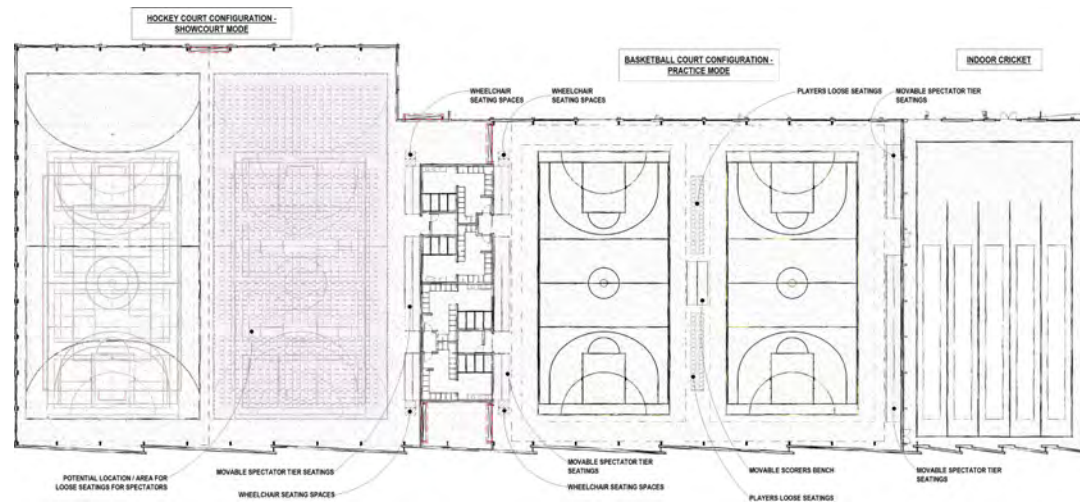 HOCKEY COURT CONFIGURATION -
SHOWCOURT MODE
BASKETBALL COURT CONFIGURATION -
PRACTICE MODE
INDOOR CRICKET
WHEELCHAIR
SEATING SPACES
WHEELCHAIR
SEATING SPACES
PLAYERS LOOSE SEATINGS
MOVABLE SPECTATOR TIER
SEATINGS
POTENTIAL LOCATION / AREA FOR
LOOSE SEATINGS FOR SPECTATORS
MOVABLE SPECTATOR TIER SEATINGS
WHEELCHAIR SEATING SPACES
MOVABLE SPECTATOR TIER
SEATINGS
WHEELCHAIR SEATING SPACES
MOVABLE SCORERS BENCH
PLAYERS LOOSE SEATINGS
MOVABLE SPECTATOR TIER
SEATINGS